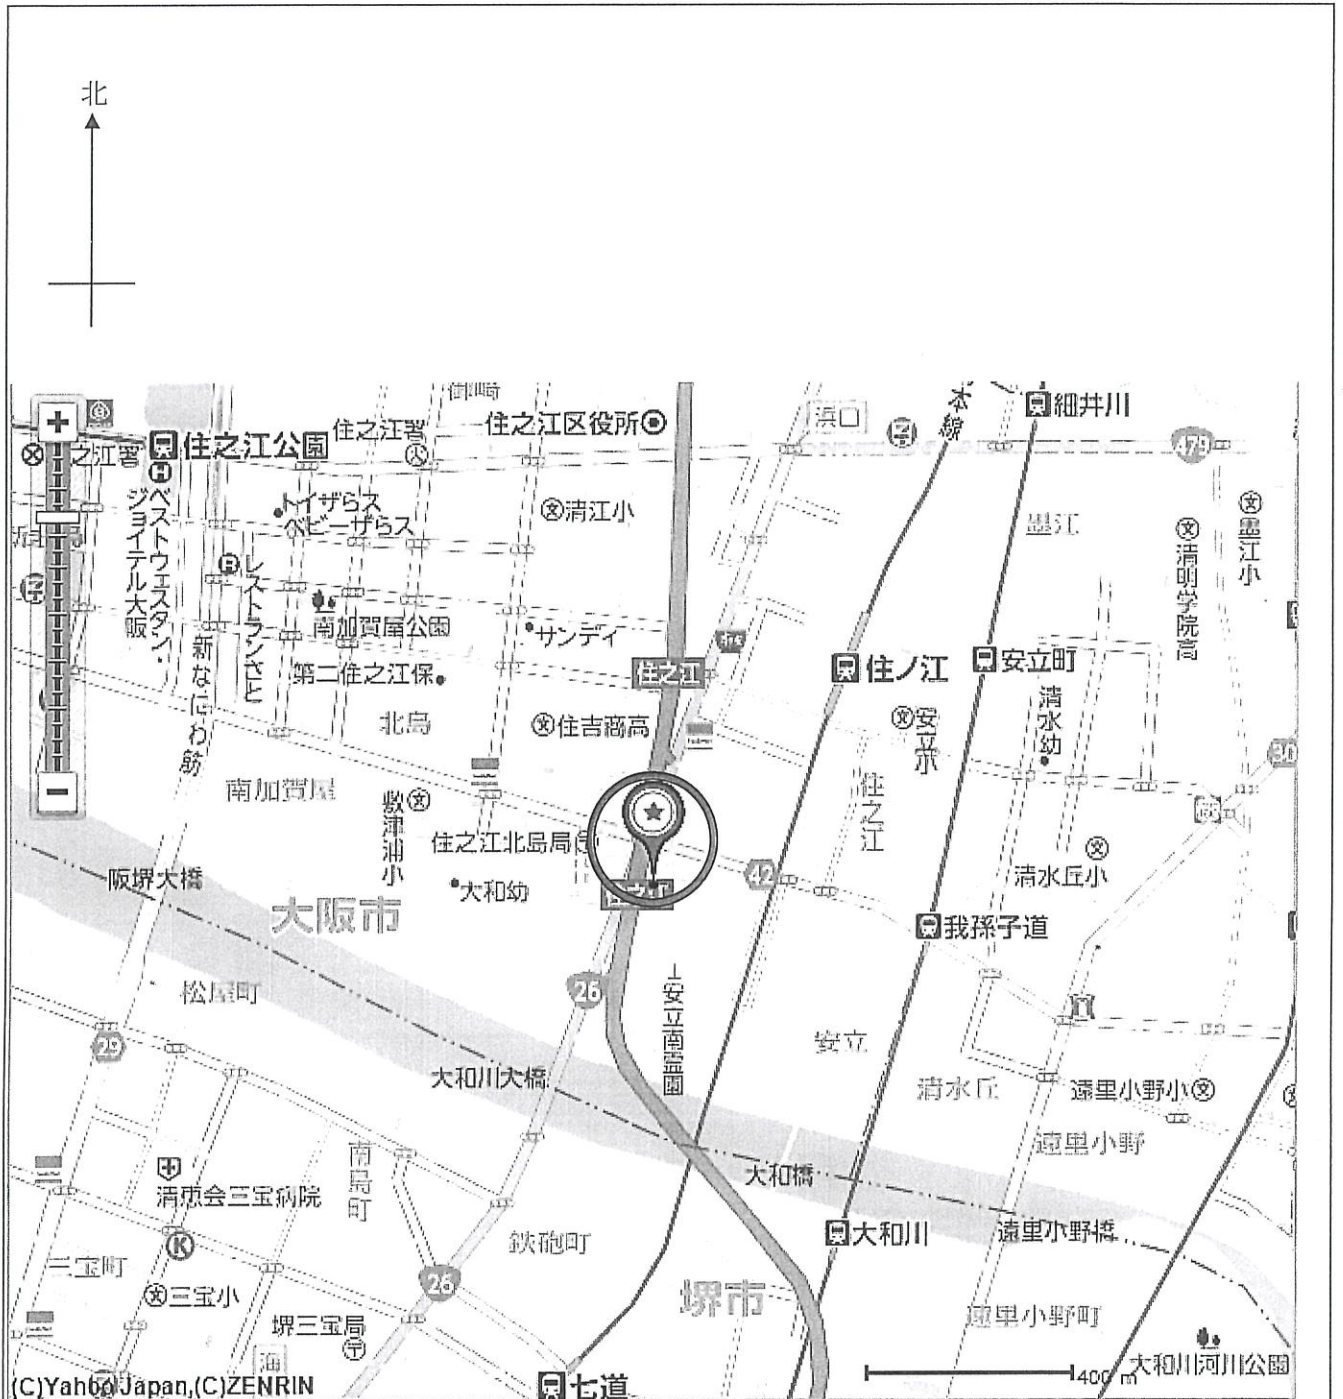 北
御崎
本線
細井川
浜口
住之江署
住之江区役所
住之江公園
之江署
479
トイザらス
ベビーザらス
清江小
墨江
墨江小
清明学院高
ベストウェスタン・
ジョイテル大阪
レストランさと
南加賀屋公園
サンディ
新なにわ筋
第二住之江保
住之江
住ノ江
安立町
北島
住吉商高
安立小
清水幼
30
南加賀屋
敷津浦小
住之江
住之江北島局
大和幼
42
清水丘小
阪堺大橋
大阪市
我孫子道
松屋町
26
安立南霊園
29
安立
大和川大橋
清水丘
遠里小野小
遠里小野
南島町
大和橋
清恵会三宝病院
鉄砲町
大和川
遠里小野橋
K
三宝町
26
三宝小
堺市
遠里小野町
堺三宝局
海
七道
400 m
大和川河川公園
(C)Yahoo Japan,(C)ZENRIN